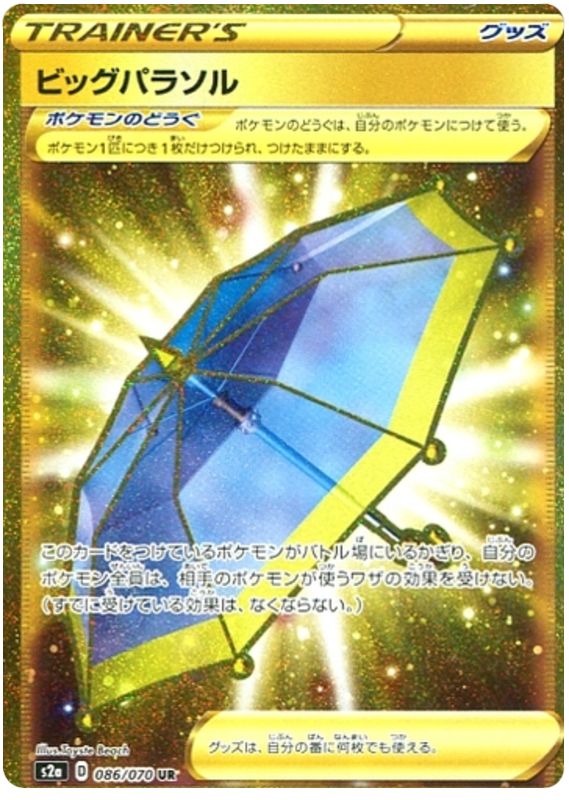 TRAINER'S グッズ
ビッグパラソル
ポケモンのどうぐ ポケモンのどうぐは、自分のポケモンにつけて使う。
ポケモン1匹につき1枚だけつけられ、つけたままにする。
このカードをつけているポケモンがバトル場にいるかぎり、自分の
ポケモン全員は、相手のポケモンが使うワザの効果を受けない。
(すでに受けている効果は、なくならない。)
Illus.Toyste Beach
グッズは、自分の番に何枚でも使える。
s2a D 086/070 UR